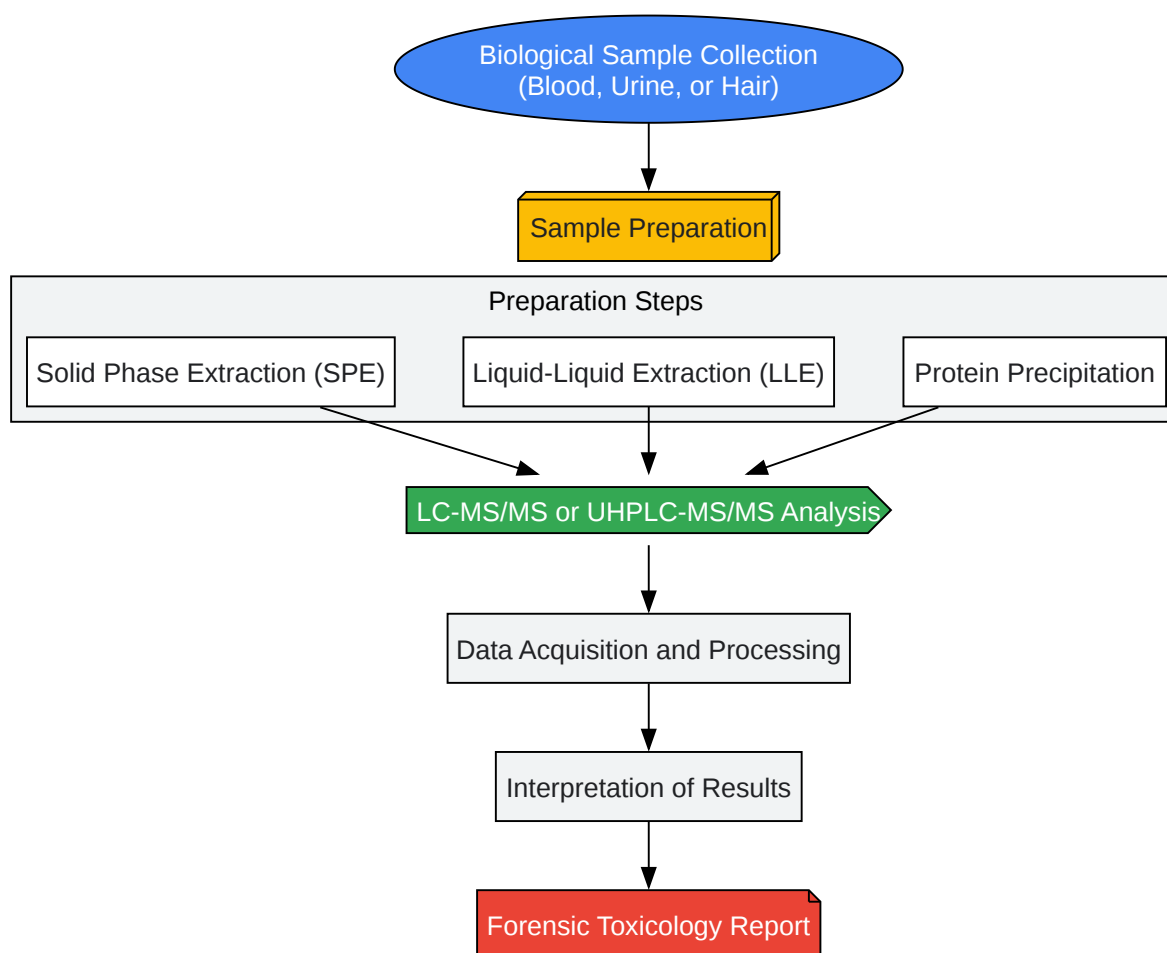 Biological Sample Collection
(Blood, Urine, or Hair)
Sample Preparation
Preparation Steps
Solid Phase Extraction (SPE)
Liquid-Liquid Extraction (LLE)
Protein Precipitation
LC-MS/MS or UHPLC-MS/MS Analysis
Data Acquisition and Processing
Interpretation of Results
Forensic Toxicology Report